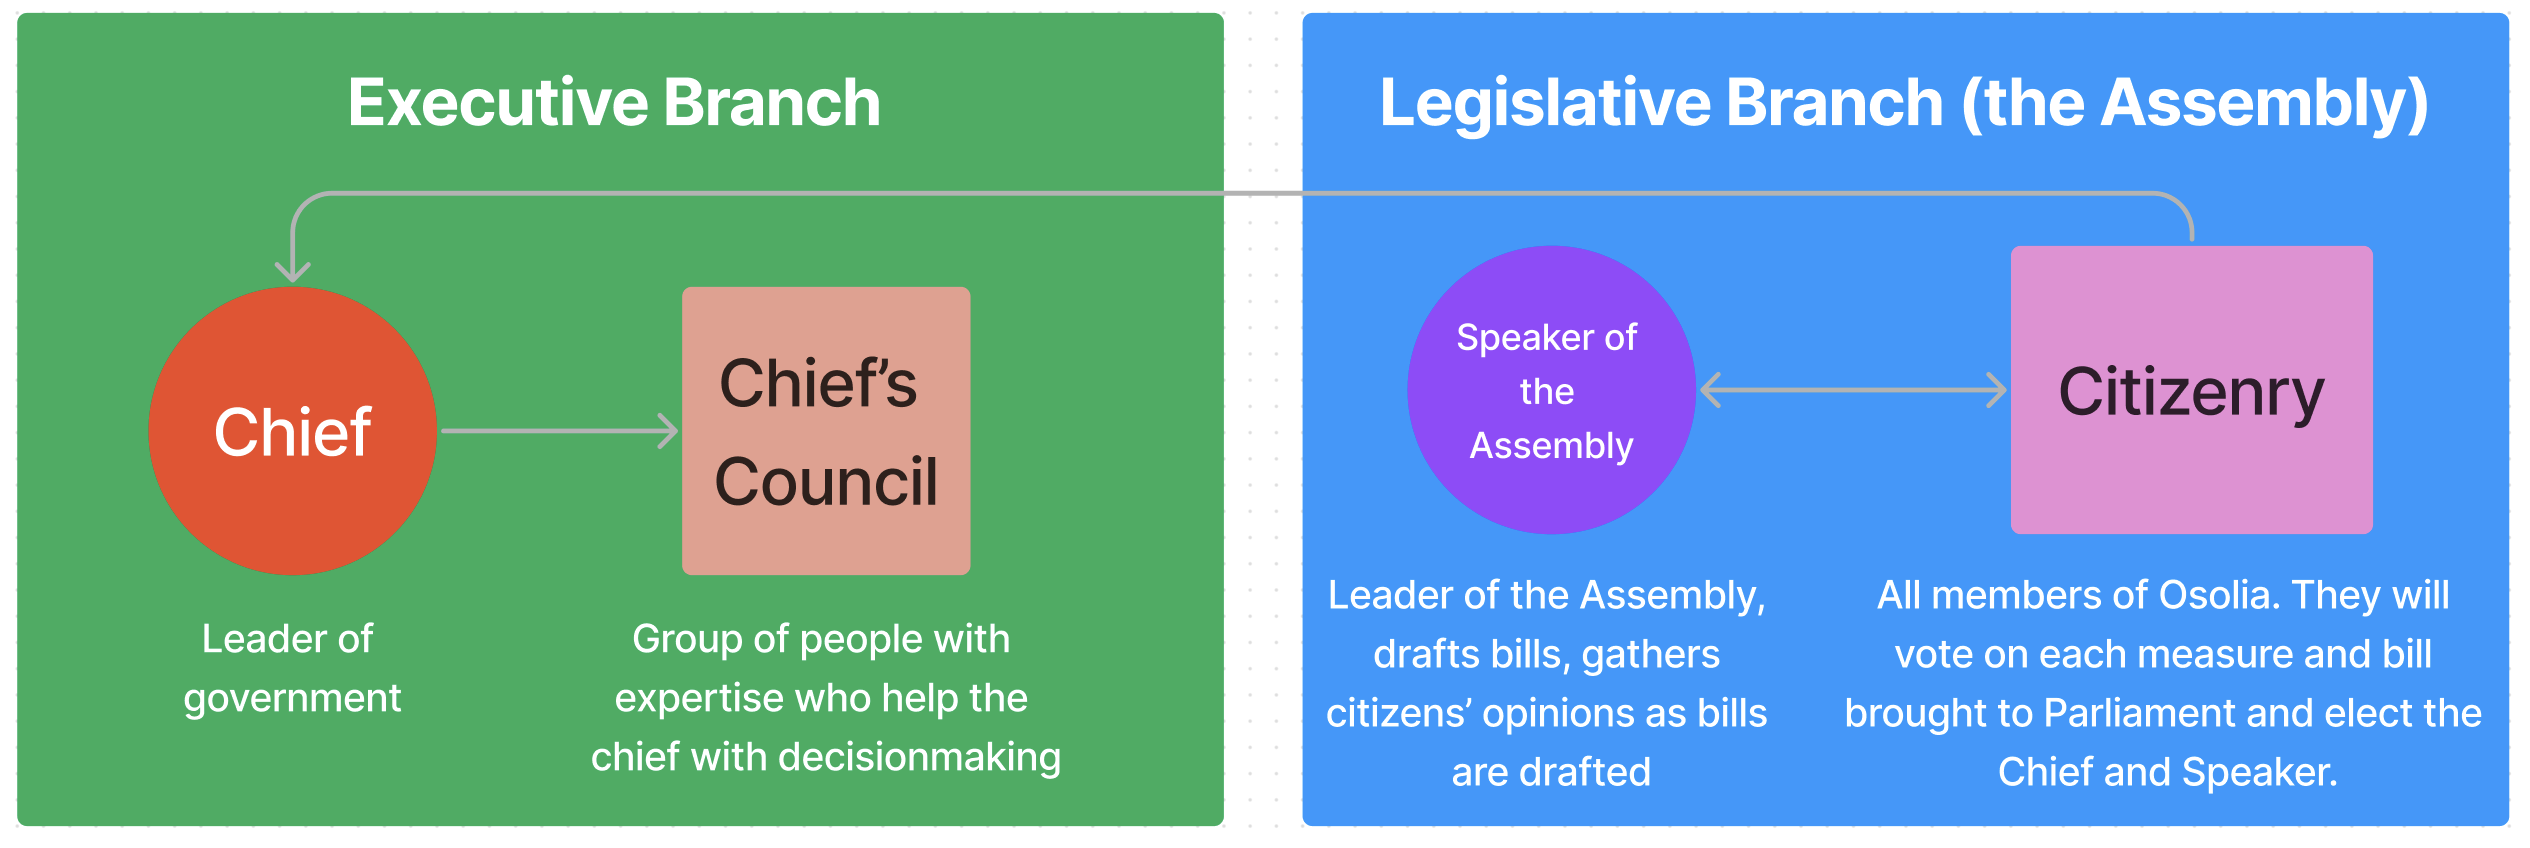 Executive Branch
Chief
Chief’s
Council
Leader of
government
Group of people with
expertise who help the
chief with decisionmaking
Legislative Branch (the Assembly)
Speaker of
the
Assembly
Citizenry
Leader of the Assembly,
drafts bills, gathers
citizens’ opinions as bills
are drafted
All members of Osolia. They will
vote on each measure and bill
brought to Parliament and elect the
Chief and Speaker.